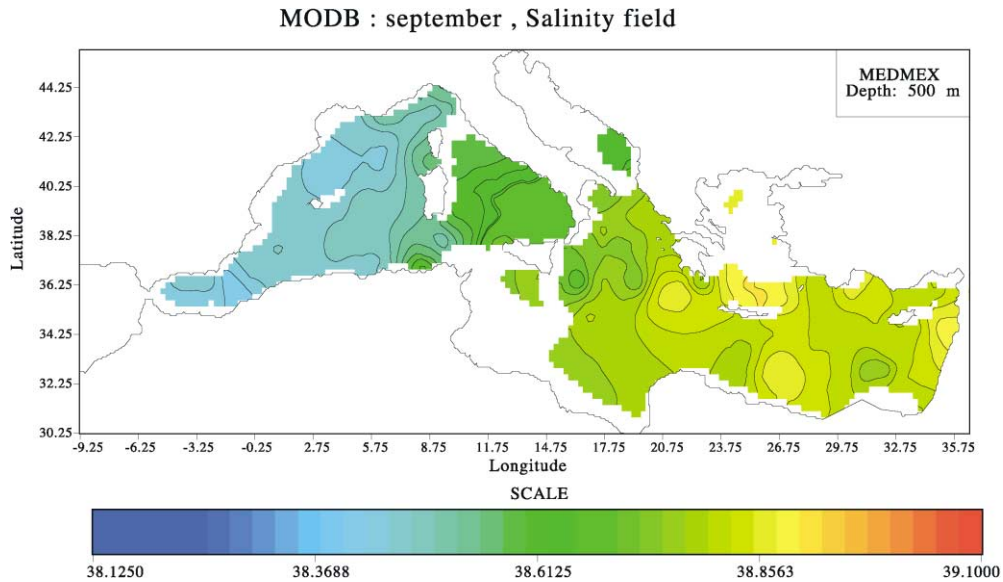 MODB : september , Salinity field
MEDMEX
Depth: 500 m
Latitude
44.25
42.25
40.25
38.25
36.25
34.25
32.25
30.25
-9.25 -6.25 -3.25 -0.25 2.75 5.75 8.75 11.75 14.75 17.75 20.75 23.75 26.75 29.75 32.75 35.75
Longitude
SCALE
38.1250 38.3688 38.6125 38.8563 39.1000